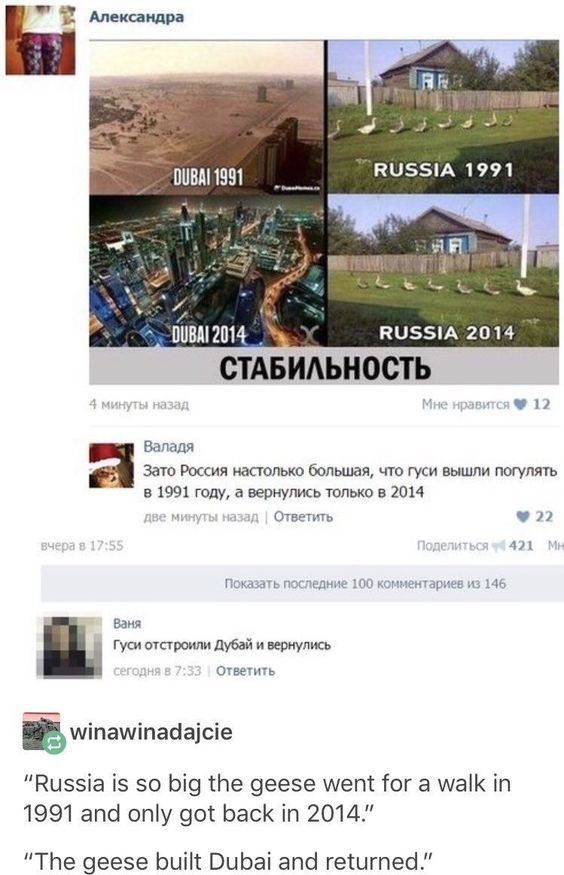 Александра
DUBAI 1991
RUSSIA 1991
DUBAI 2014
RUSSIA 2014
СТАБИЛЬНОСТЬ
4 минуты назад
Мне нравится 12
Валадя
Зато Россия настолько большая, что гуси вышли погулять
в 1991 году, а вернулись только в 2014
две минуты назад | Ответить
22
вчера в 17:55
Поделиться 421 Мн
Показать последние 100 комментариев из 146
Ваня
Гуси отстроили Дубай и вернулись
сегодня в 7:33 | Ответить
winawinadajcie
“Russia is so big the geese went for a walk in
1991 and only got back in 2014.”
“The geese built Dubai and returned.”